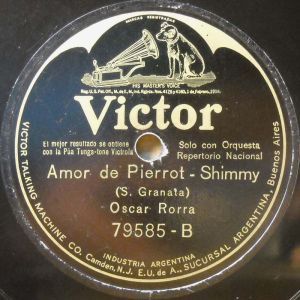 MARCAS REGISTRADAS
HIS MASTER'S VOICE
Victor
El mejor resultado se obtiene
con la Púa Tungs-tone Victrola
Solo con Orquesta
Repertorio Nacional
Amor de Pierrot - Shimmy
(S. Granata)
Oscar Rorra
79585-B
INDUSTRIA ARGENTINA
VICTOR TALKING MACHINE CO. Camden, N.J. E.U. de A., SUCURSAL ARGENTINA, Buenos Aires